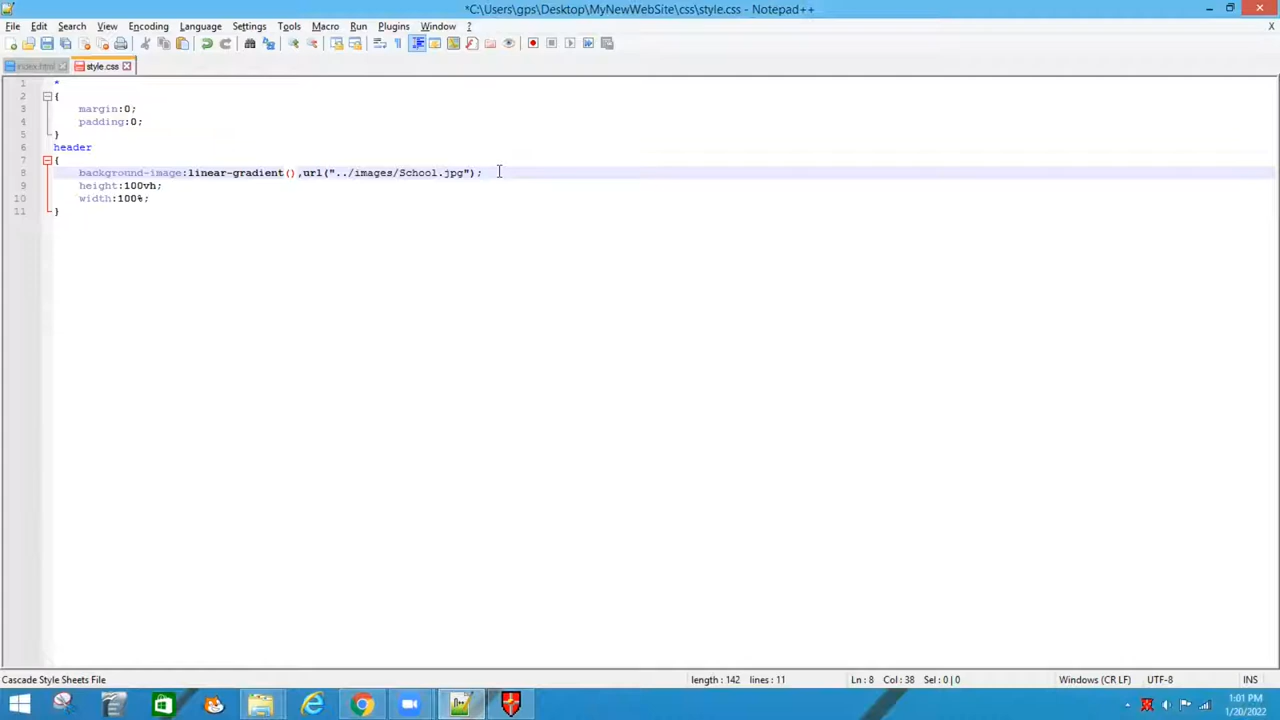 *C:\Users\gps\Desktop\MyNewWebSite\css\style.css - Notepad++
File Edit Search View Encoding Language Settings Tools Macro Run Plugins Window ? X
index.html style.css
1 *
2 {
3 margin:0;
4 padding:0;
5 }
6 header
7 {
8 background-image:linear-gradient(),url("../images/School.jpg");
9 height:100vh;
10 width:100%;
11 }
Cascade Style Sheets File length : 142 lines : 11 Ln : 8 Col : 38 Sel : 0 | 0 Windows (CR LF) UTF-8 INS
1:01 PM
1/20/2022